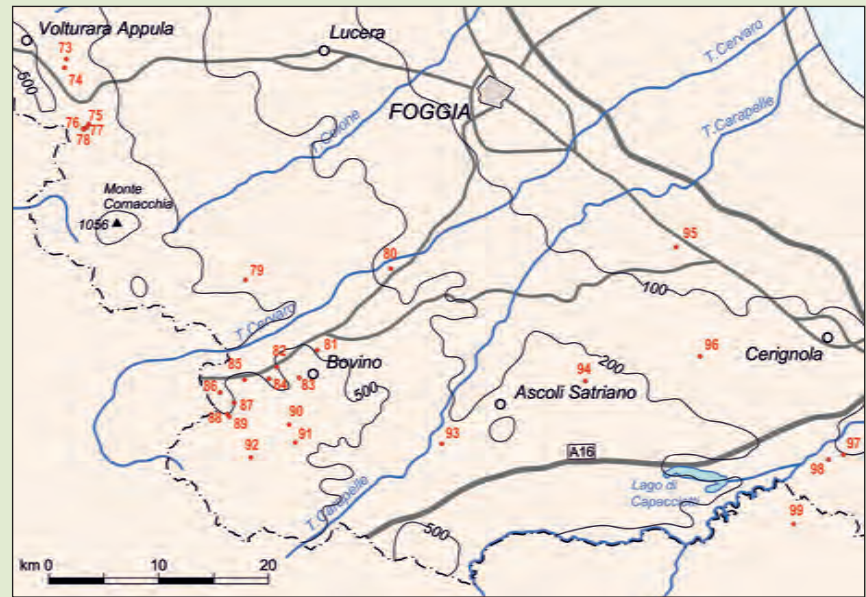 Volturara Appula
Lucera
73
74
500
T. Cervaro
T. Carapelle
FOGGIA
75
76
77
78
T. Celone
Monte
Cornacchia
1056
95
80
79
100
T. Cervaro
81
82
Bovino
200
96
Cerignola
85
94
86
84
83
500
Ascoli Satriano
87
88
89
90
91
93
92
A16
97
98
Lago di
Capacciotti
T. Carapelle
99
500
km 0
10
20